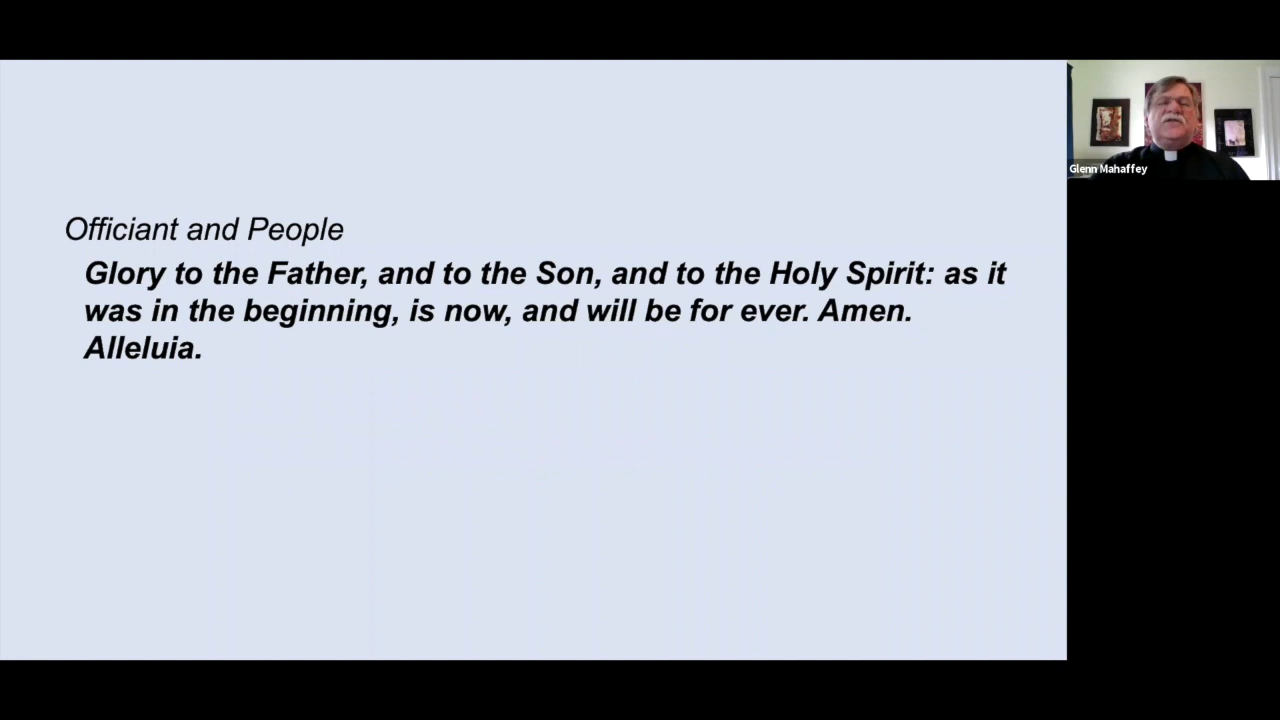 Officiant and People
Glory to the Father, and to the Son, and to the Holy Spirit: as it
was in the beginning, is now, and will be for ever. Amen.
Alleluia.
Glenn Mahaffey